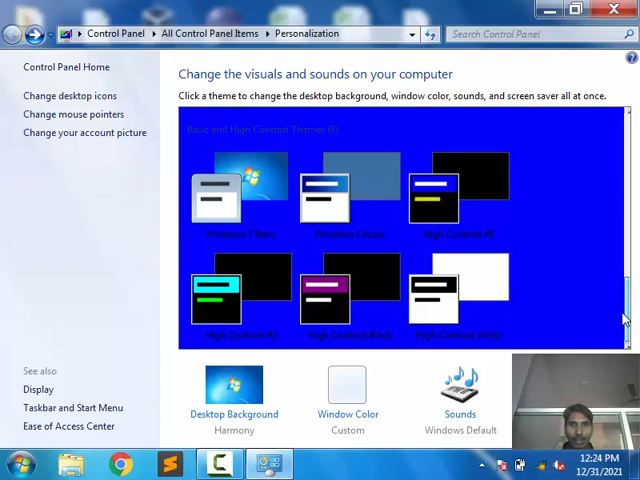 Control Panel
All Control Panel Items
Personalization
Search Control Panel
Control Panel Home
Change desktop icons
Change mouse pointers
Change your account picture
Change the visuals and sounds on your computer
Click a theme to change the desktop background, window color, sounds, and screen saver all at once.
Basic and High Contrast Themes (6)
Windows 7 Basic
Windows Classic
High Contrast #1
High Contrast #2
High Contrast Black
High Contrast White
See also
Display
Taskbar and Start Menu
Ease of Access Center
Desktop Background
Harmony
Window Color
Custom
Sounds
Windows Default
12:24 PM
12/31/2021